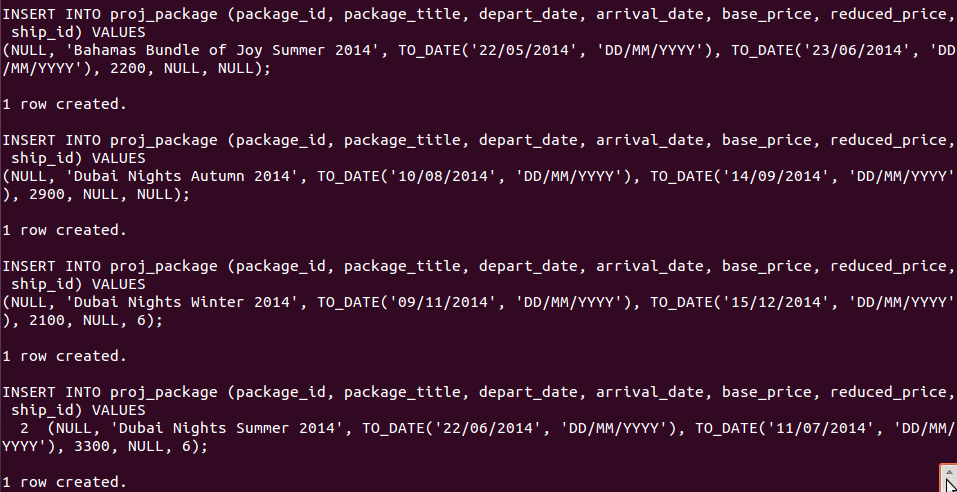 INSERT INTO proj_package (package_id, package_title, depart_date, arrival_date, base_price, reduced_price,
 ship_id) VALUES
(NULL, 'Bahamas Bundle of Joy Summer 2014', TO_DATE('22/05/2014', 'DD/MM/YYYY'), TO_DATE('23/06/2014', 'DD
/MM/YYYY'), 2200, NULL, NULL);

1 row created.

INSERT INTO proj_package (package_id, package_title, depart_date, arrival_date, base_price, reduced_price,
 ship_id) VALUES
(NULL, 'Dubai Nights Autumn 2014', TO_DATE('10/08/2014', 'DD/MM/YYYY'), TO_DATE('14/09/2014', 'DD/MM/YYYY'
), 2900, NULL, NULL);

1 row created.

INSERT INTO proj_package (package_id, package_title, depart_date, arrival_date, base_price, reduced_price,
 ship_id) VALUES
(NULL, 'Dubai Nights Winter 2014', TO_DATE('09/11/2014', 'DD/MM/YYYY'), TO_DATE('15/12/2014', 'DD/MM/YYYY'
), 2100, NULL, 6);

1 row created.

INSERT INTO proj_package (package_id, package_title, depart_date, arrival_date, base_price, reduced_price,
 ship_id) VALUES
  2  (NULL, 'Dubai Nights Summer 2014', TO_DATE('22/06/2014', 'DD/MM/YYYY'), TO_DATE('11/07/2014', 'DD/MM/
YYYY'), 3300, NULL, 6);

1 row created.